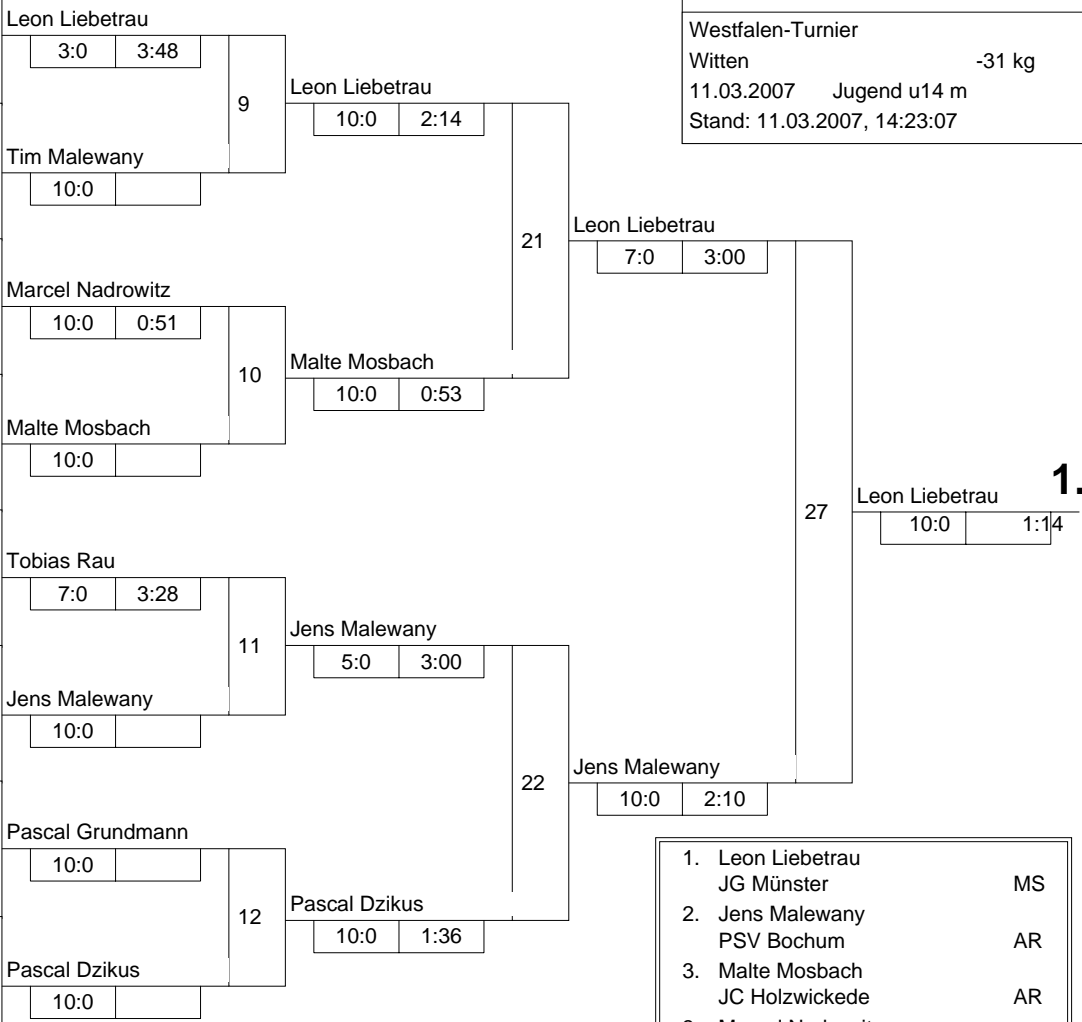 Westfalen-Turnier
Witten -31 kg
11.03.2007 Jugend u14 m
Stand: 11.03.2007, 14:23:07
Leon Liebetrau
3:0 3:48
9
Tim Malewany
10:0
Leon Liebetrau
10:0 2:14
21
Marcel Nadrowitz
10:0 0:51
10
Malte Mosbach
10:0
Malte Mosbach
10:0 0:53
Leon Liebetrau
7:0 3:00
27
Leon Liebetrau 1.
10:0 1:14
Tobias Rau
7:0 3:28
11
Jens Malewany
10:0
Jens Malewany
5:0 3:00
22
Jens Malewany
10:0 2:10
Pascal Grundmann
10:0
12
Pascal Dzikus
10:0
Pascal Dzikus
10:0 1:36
1. Leon Liebetrau
JG Münster MS
2. Jens Malewany
PSV Bochum AR
3. Malte Mosbach
JC Holzwickede AR